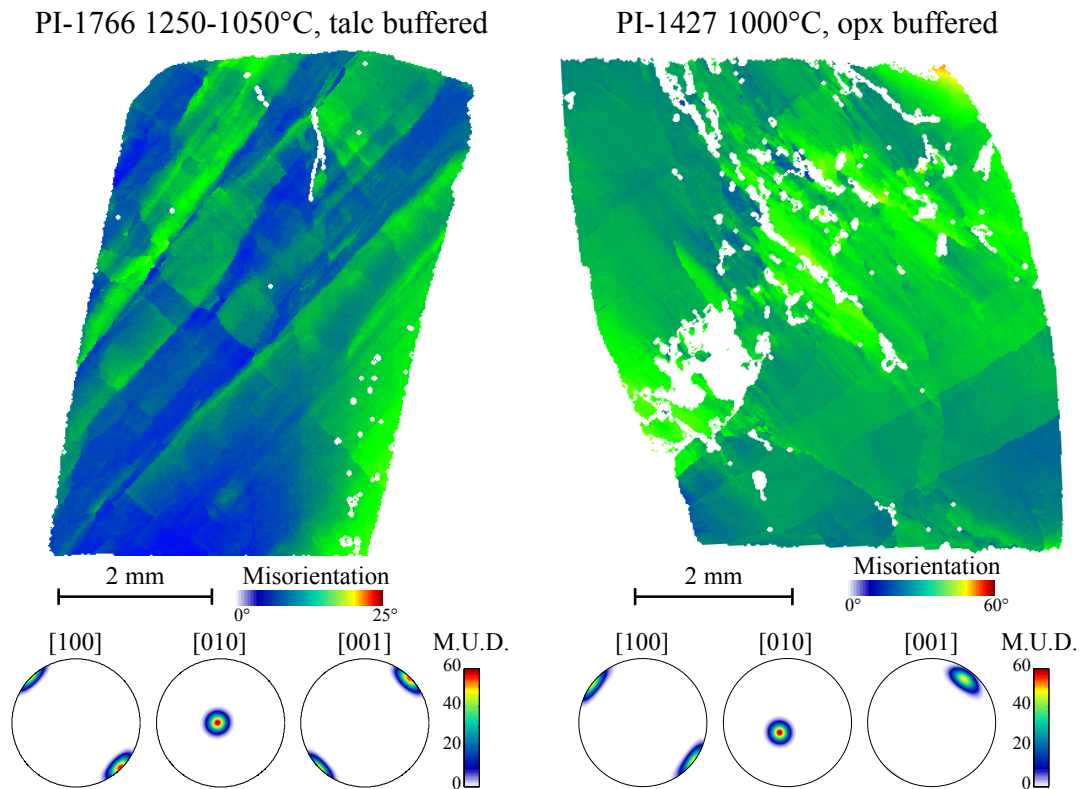 PI-1766 1250-1050°C, talc buffered
PI-1427 1000°C, opx buffered
2 mm
Misorientation
0°
25°
2 mm
Misorientation
0°
60°
[100]
[010]
[001]
M.U.D.
60
40
20
0
[100]
[010]
[001]
M.U.D.
60
40
20
0